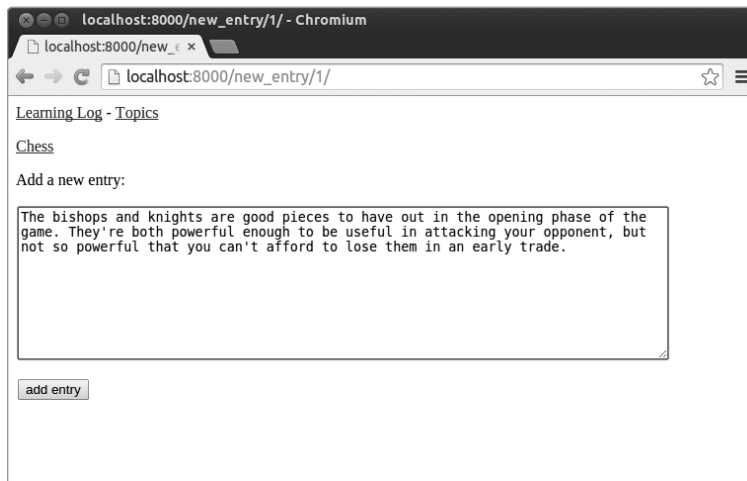 localhost:8000/new_entry/1/ - Chromium
localhost:8000/new_e
localhost:8000/new_entry/1/
Learning Log - Topics
Chess
Add a new entry:
The bishops and knights are good pieces to have out in the opening phase of the
game. They're both powerful enough to be useful in attacking your opponent, but
not so powerful that you can't afford to lose them in an early trade.
add entry